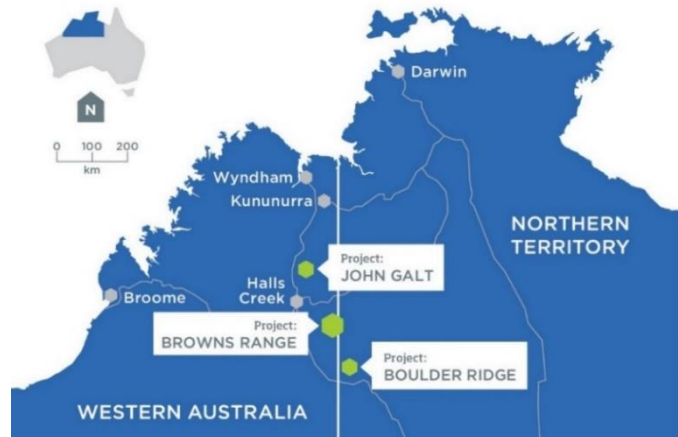 Darwin
N
0 100 200
km
Wyndham
Kununurra
NORTHERN
TERRITORY
Project:
JOHN GALT
Halls
Creek
Broome
Project:
BROWNS RANGE
Project:
BOULDER RIDGE
WESTERN AUSTRALIA